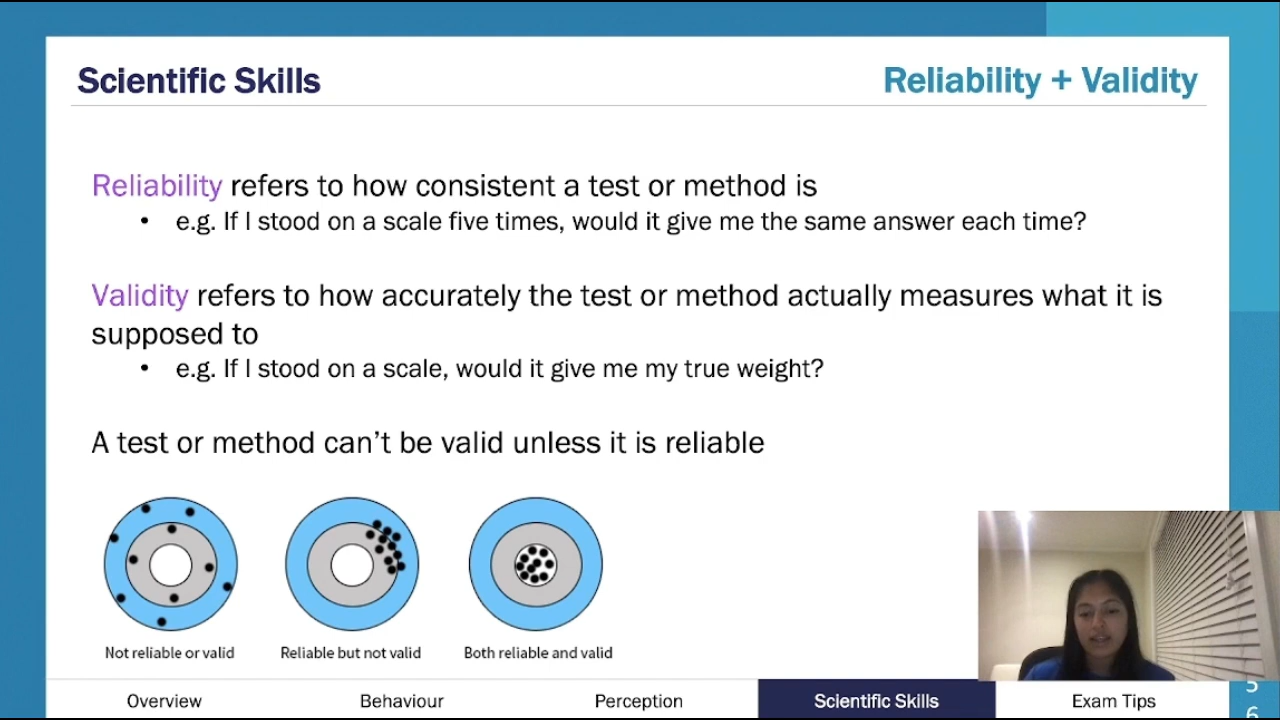 Scientific Skills
Reliability + Validity
Reliability refers to how consistent a test or method is
• e.g. If I stood on a scale five times, would it give me the same answer each time?
Validity refers to how accurately the test or method actually measures what it is
supposed to
• e.g. If I stood on a scale, would it give me my true weight?
A test or method can’t be valid unless it is reliable
Not reliable or valid
Reliable but not valid
Both reliable and valid
Overview
Behaviour
Perception
Scientific Skills
Exam Tips
5
6